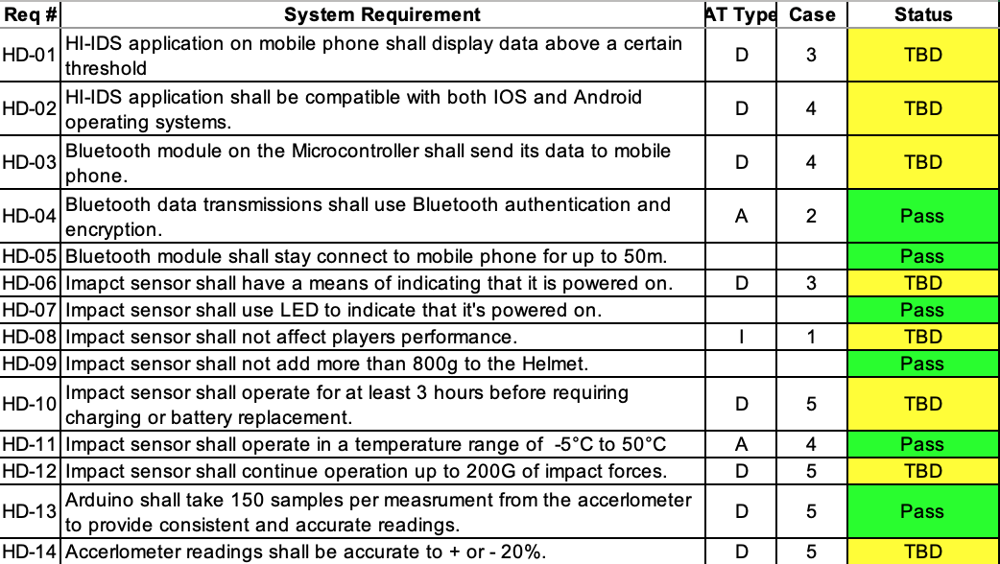 Req # System Requirement AT Type Case Status
HD-01 HI-IDS application on mobile phone shall display data above a certain threshold D 3 TBD
HD-02 HI-IDS application shall be compatible with both IOS and Android operating systems. D 4 TBD
HD-03 Bluetooth module on the Microcontroller shall send its data to mobile phone. D 4 TBD
HD-04 Bluetooth data transmissions shall use Bluetooth authentication and encryption. A 2 Pass
HD-05 Bluetooth module shall stay connect to mobile phone for up to 50m. Pass
HD-06 Imapct sensor shall have a means of indicating that it is powered on. D 3 TBD
HD-07 Impact sensor shall use LED to indicate that it's powered on. Pass
HD-08 Impact sensor shall not affect players performance. I 1 TBD
HD-09 Impact sensor shall not add more than 800g to the Helmet. Pass
HD-10 Impact sensor shall operate for at least 3 hours before requiring charging or battery replacement. D 5 TBD
HD-11 Impact sensor shall operate in a temperature range of -5°C to 50°C A 4 Pass
HD-12 Impact sensor shall continue operation up to 200G of impact forces. D 5 TBD
HD-13 Arduino shall take 150 samples per measrument from the accerlometer to provide consistent and accurate readings. D 5 Pass
HD-14 Accerlometer readings shall be accurate to + or - 20%. D 5 TBD